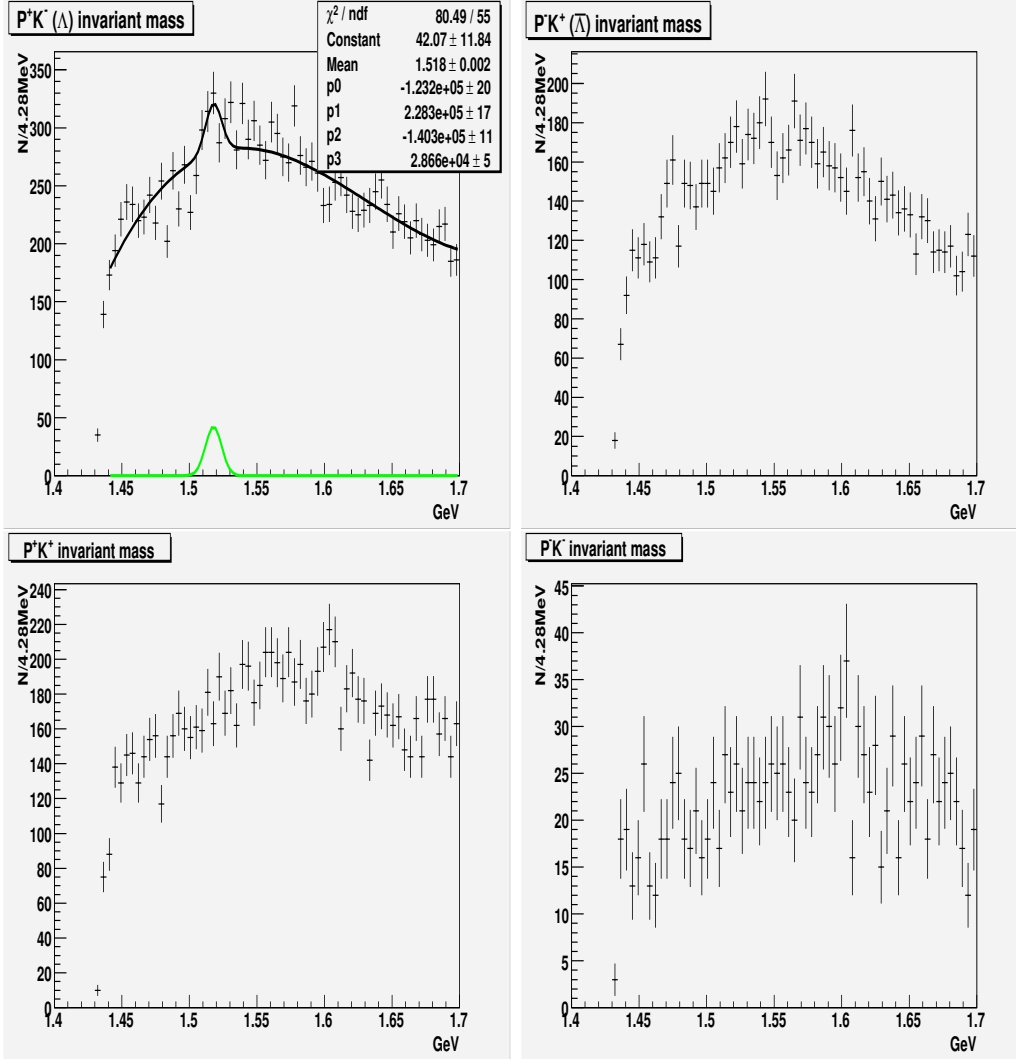 P⁺K⁻ (Λ) invariant mass
χ² / ndf 80.49 / 55
Constant 42.07 ± 11.84
Mean 1.518 ± 0.002
p0 -1.232e+05 ± 20
p1 2.283e+05 ± 17
p2 -1.403e+05 ± 11
p3 2.866e+04 ± 5
N/4.28MeV
350
300
250
200
150
100
50
0
1.4 1.45 1.5 1.55 1.6 1.65 1.7
GeV
P⁻K⁺ (Λ̅) invariant mass
N/4.28MeV
200
180
160
140
120
100
80
60
40
20
0
1.4 1.45 1.5 1.55 1.6 1.65 1.7
GeV
P⁺K⁺ invariant mass
N/4.28MeV
240
220
200
180
160
140
120
100
80
60
40
20
0
1.4 1.45 1.5 1.55 1.6 1.65 1.7
GeV
P⁻K⁻ invariant mass
N/4.28MeV
45
40
35
30
25
20
15
10
5
0
1.4 1.45 1.5 1.55 1.6 1.65 1.7
GeV